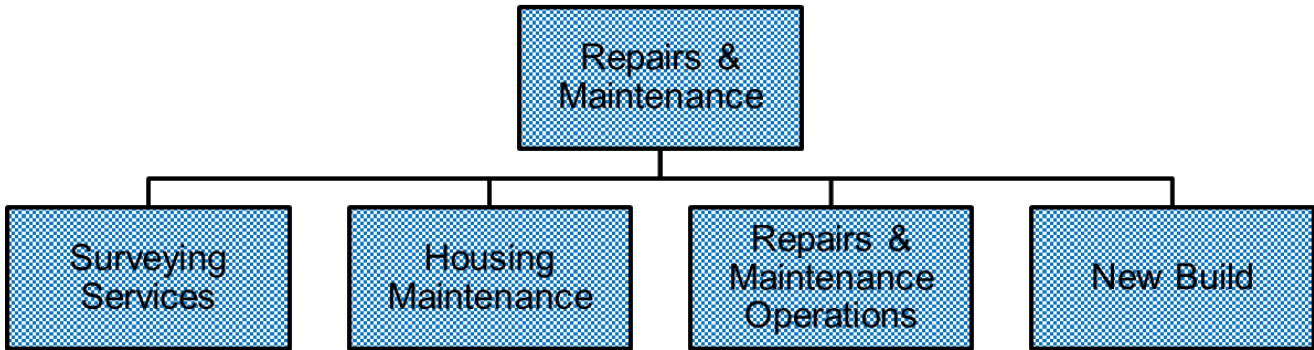 Repairs &
Maintenance
Surveying
Services
Housing
Maintenance
Repairs &
Maintenance
Operations
New Build